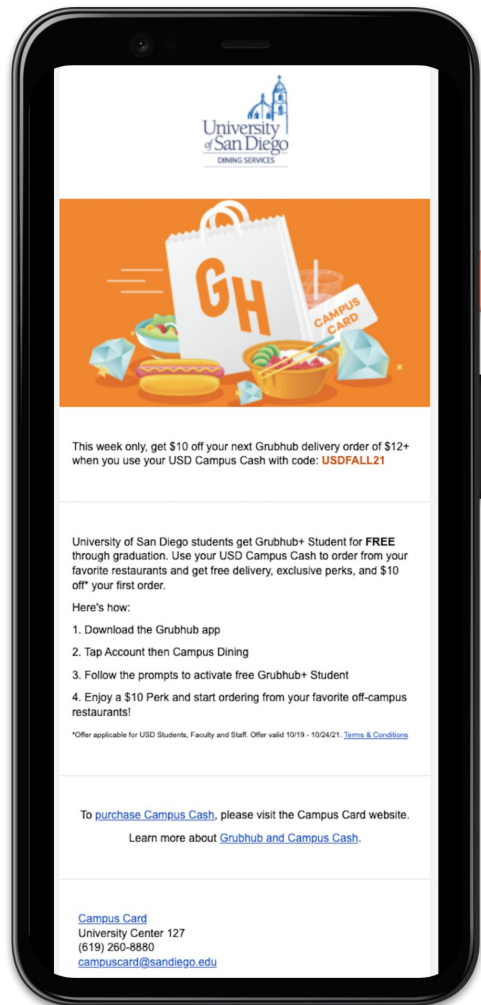 University
of San Diego
DINING SERVICES
GH
CAMPUS
CARD
This week only, get $10 off your next Grubhub delivery order of $12+
when you use your USD Campus Cash with code: USDFALL21
University of San Diego students get Grubhub+ Student for FREE
through graduation. Use your USD Campus Cash to order from your
favorite restaurants and get free delivery, exclusive perks, and $10
off* your first order.
Here's how:
1. Download the Grubhub app
2. Tap Account then Campus Dining
3. Follow the prompts to activate free Grubhub+ Student
4. Enjoy a $10 Perk and start ordering from your favorite off-campus
restaurants!
*Offer applicable for USD Students, Faculty and Staff. Offer valid 10/19 - 10/24/21. Terms & Conditions
To purchase Campus Cash, please visit the Campus Card website.
Learn more about Grubhub and Campus Cash.
Campus Card
University Center 127
(619) 260-8880
campuscard@sandiego.edu